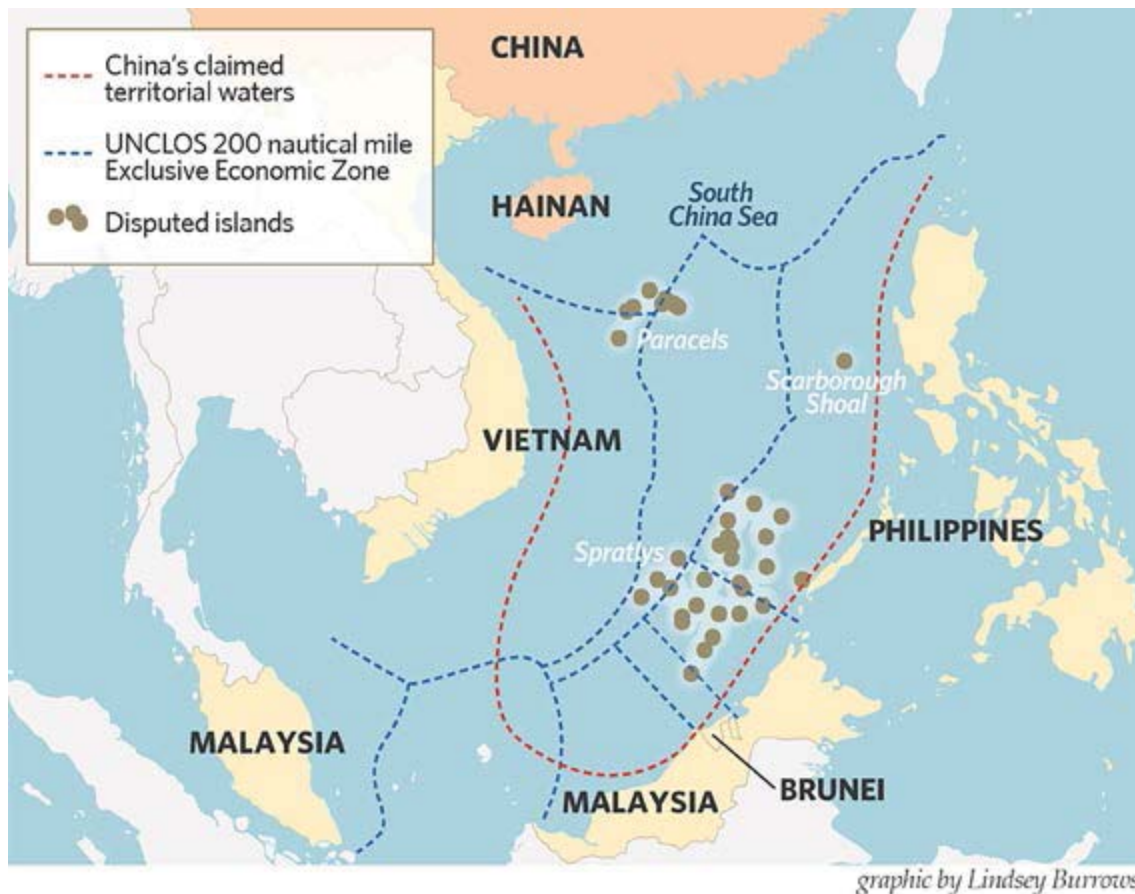 China's claimed
territorial waters
UNCLOS 200 nautical mile
Exclusive Economic Zone
Disputed islands
CHINA
HAINAN
South
China Sea
Paracels
Scarborough
Shoal
VIETNAM
PHILIPPINES
Spratlys
MALAYSIA
MALAYSIA
BRUNEI
graphic by Lindsey Burrows